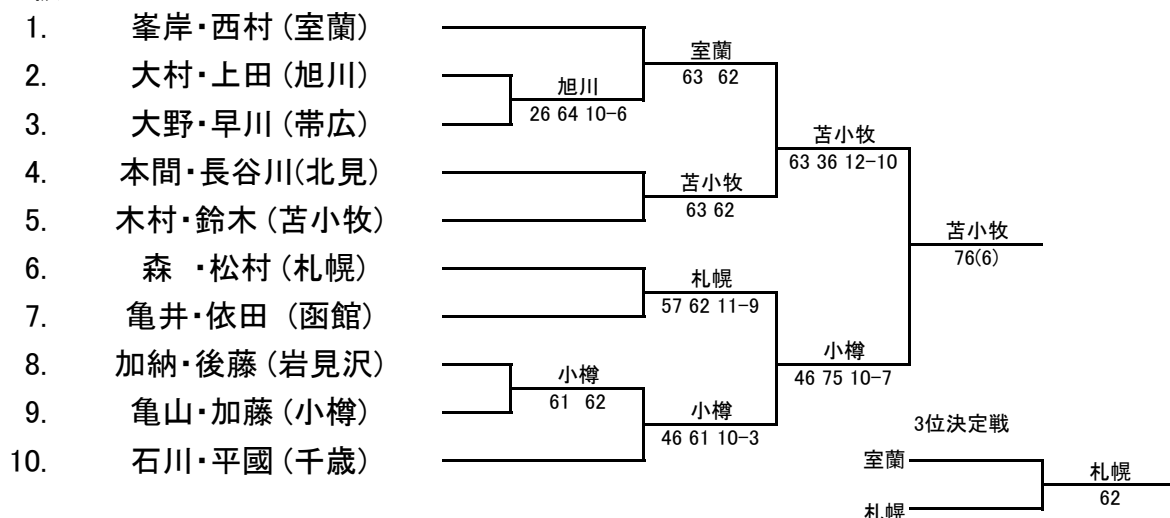 1. 峯岸・西村 (室蘭)
2. 大村・上田 (旭川)
3. 大野・早川 (帯広)
4. 本間・長谷川(北見)
5. 木村・鈴木 (苫小牧)
6. 森 ・松村 (札幌)
7. 亀井・依田 (函館)
8. 加納・後藤 (岩見沢)
9. 亀山・加藤 (小樽)
10. 石川・平國 (千歳)
旭川
26 64 10-6
小樽
61 62
室蘭
63 62
苫小牧
63 62
札幌
57 62 11-9
小樽
46 61 10-3
苫小牧
63 36 12-10
小樽
46 75 10-7
苫小牧
76(6)
3位決定戦
室蘭
札幌
札幌
62